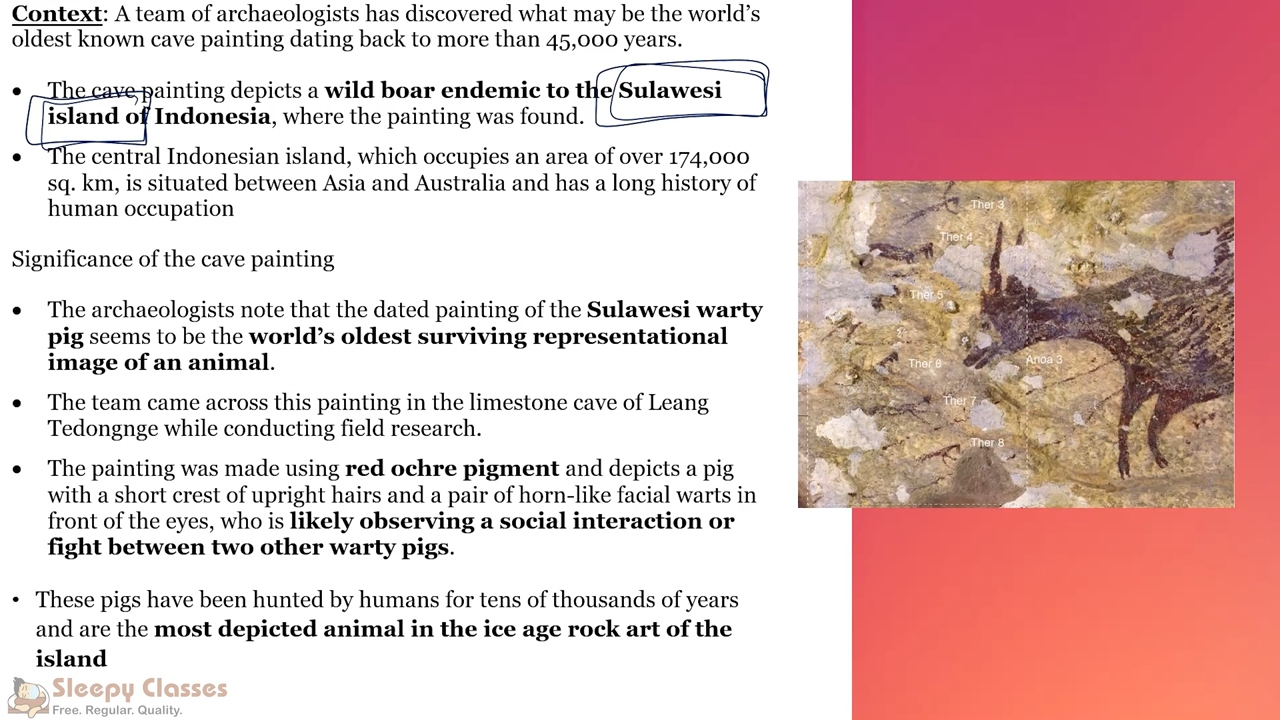 Context: A team of archaeologists has discovered what may be the world’s
oldest known cave painting dating back to more than 45,000 years.
• The cave painting depicts a wild boar endemic to the Sulawesi
island of Indonesia, where the painting was found.
• The central Indonesian island, which occupies an area of over 174,000
sq. km, is situated between Asia and Australia and has a long history of
human occupation
Significance of the cave painting
• The archaeologists note that the dated painting of the Sulawesi warty
pig seems to be the world’s oldest surviving representational
image of an animal.
• The team came across this painting in the limestone cave of Leang
Tedongnge while conducting field research.
• The painting was made using red ochre pigment and depicts a pig
with a short crest of upright hairs and a pair of horn-like facial warts in
front of the eyes, who is likely observing a social interaction or
fight between two other warty pigs.
• These pigs have been hunted by humans for tens of thousands of years
and are the most depicted animal in the ice age rock art of the
island
Sleepy Classes
Free. Regular. Quality.
Ther 3
Ther 4
Ther 5
Ther 6
Anoa 3
Ther 7
Ther 8